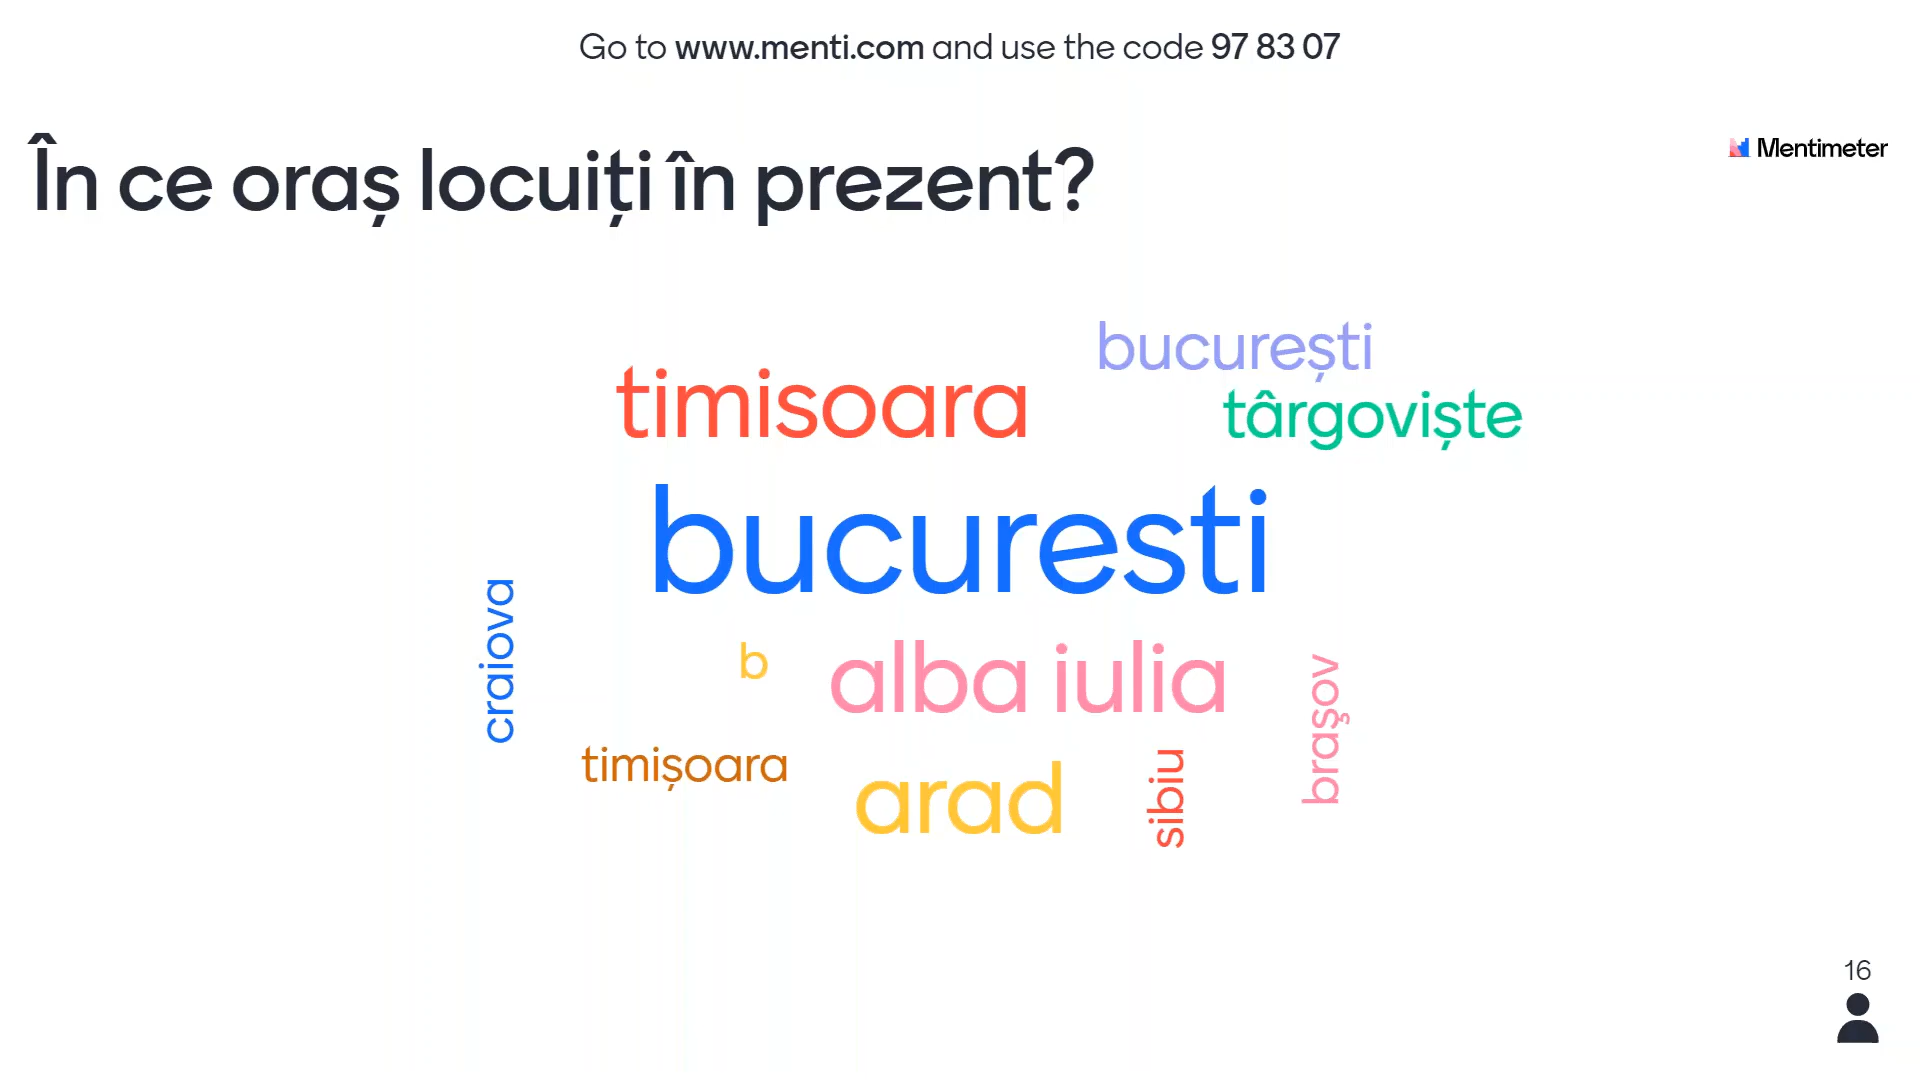 Go to www.menti.com and use the code 97 83 07
În ce oraș locuiți în prezent?
Mentimeter
bucurești
timisoara
târgoviște
bucuresti
craiova
b
alba iulia
braşov
timișoara
arad
sibiu
16